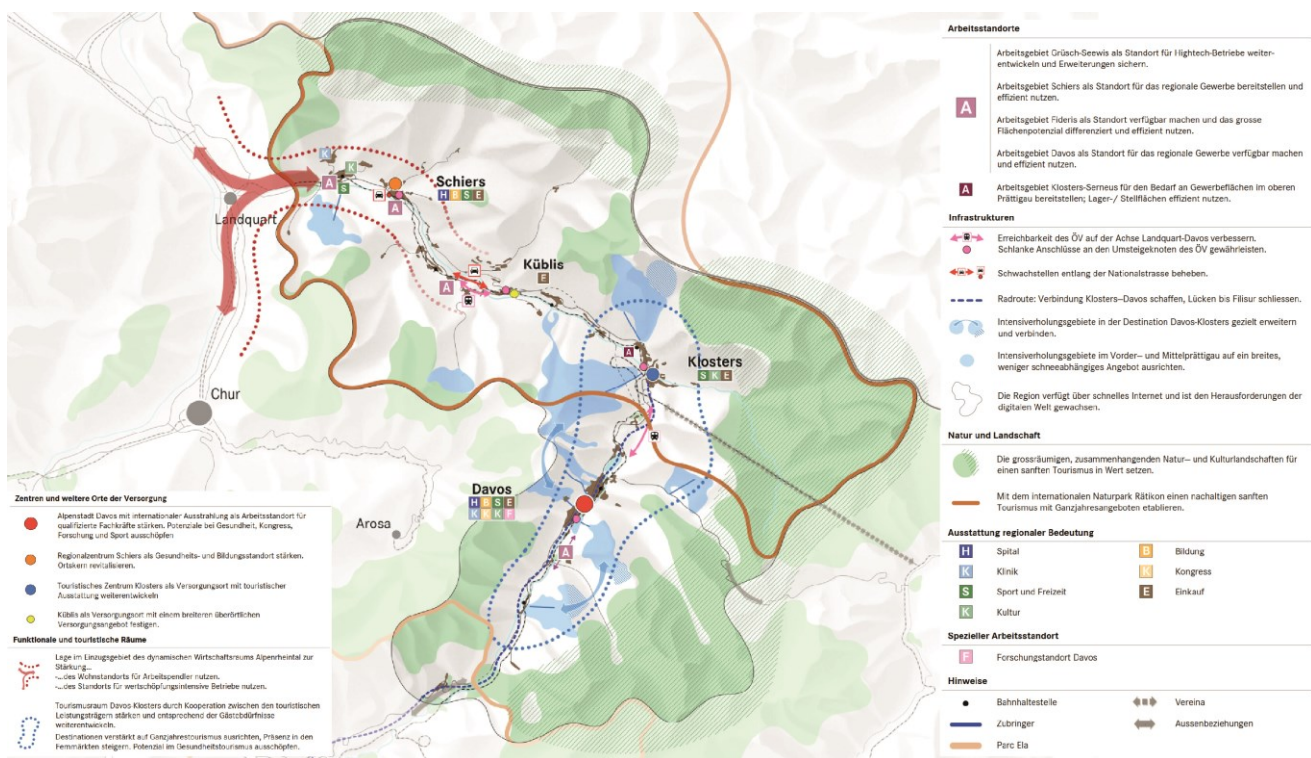 Landquart
Chur
Arosa
K
K
A
S
Schiers
H B S E
A
Küblis
E
A
A
Klosters
S K E
Davos
H B S E
K K K F
A
Zentren und weitere Orte der Versorgung
Alpenstadt Davos mit internationaler Ausstrahlung als Arbeitsstandort für
qualifizierte Fachkräfte stärken. Potenziale bei Gesundheit, Kongress,
Forschung und Sport ausschöpfen
Regionalzentrum Schiers als Gesundheits- und Bildungsstandort stärken.
Ortskern revitalisieren.
Touristisches Zentrum Klosters als Versorgungsort mit touristischer
Ausstattung weiterentwickeln
Küblis als Versorgungsort mit einem breiteren überörtlichen
Versorgungsangebot festigen.
Funktionale und touristische Räume
Lage im Einzugsgebiet des dynamischen Wirtschaftsraums Alpenrheintal zur
Stärkung...
-...des Wohnstandorts für Arbeitspendler nutzen.
-...des Standorts für wertschöpfungsintensive Betriebe nutzen.
Tourismusraum Davos Klosters durch Kooperation zwischen den touristischen
Leistungsträgern stärken und entsprechend der Gästebdürfnisse
weiterentwickeln.
Destinationen verstärkt auf Ganzjahrestourismus ausrichten, Präsenz in den
Fernmärkten steigern. Potenzial im Gesundheitstourismus ausschöpfen.
Arbeitsstandorte
A
Arbeitsgebiet Grüsch-Seewis als Standort für Hightech-Betriebe weiter-
entwickeln und Erweiterungen sichern.
Arbeitsgebiet Schiers als Standort für das regionale Gewerbe bereitstellen und
effizient nutzen.
Arbeitsgebiet Fideris als Standort verfügbar machen und das grosse
Flächenpotenzial differenziert und effizient nutzen.
Arbeitsgebiet Davos als Standort für das regionale Gewerbe verfügbar machen
und effizient nutzen.
A Arbeitsgebiet Klosters-Serneus für den Bedarf an Gewerbeflächen im oberen
Prättigau bereitstellen; Lager-/ Stellflächen effizient nutzen.
Infrastrukturen
Erreichbarkeit des ÖV auf der Achse Landquart-Davos verbessern.
Schlanke Anschlüsse an den Umsteigeknoten des ÖV gewährleisten.
Schwachstellen entlang der Nationalstrasse beheben.
Radroute: Verbindung Klosters–Davos schaffen, Lücken bis Filisur schliessen.
Intensiverholungsgebiete in der Destination Davos-Klosters gezielt erweitern
und verbinden.
Intensiverholungsgebiete im Vorder– und Mittelprättigau auf ein breites,
weniger schneeabhängiges Angebot ausrichten.
Die Region verfügt über schnelles Internet und ist den Herausforderungen der
digitalen Welt gewachsen.
Natur und Landschaft
Die grossräumigen, zusammenhangenden Natur– und Kulturlandschaften für
einen sanften Tourismus in Wert setzen.
Mit dem internationalen Naturpark Rätikon einen nachaltigen sanften
Tourismus mit Ganzjahresangeboten etablieren.
Ausstattung regionaler Bedeutung
H Spital
B Bildung
K Klinik
K Kongress
S Sport und Freizeit
E Einkauf
K Kultur
Spezieller Arbeitsstandort
F Forschungstandort Davos
Hinweise
Bahnhaltestelle
Vereina
Zubringer
Aussenbeziehungen
Parc Ela